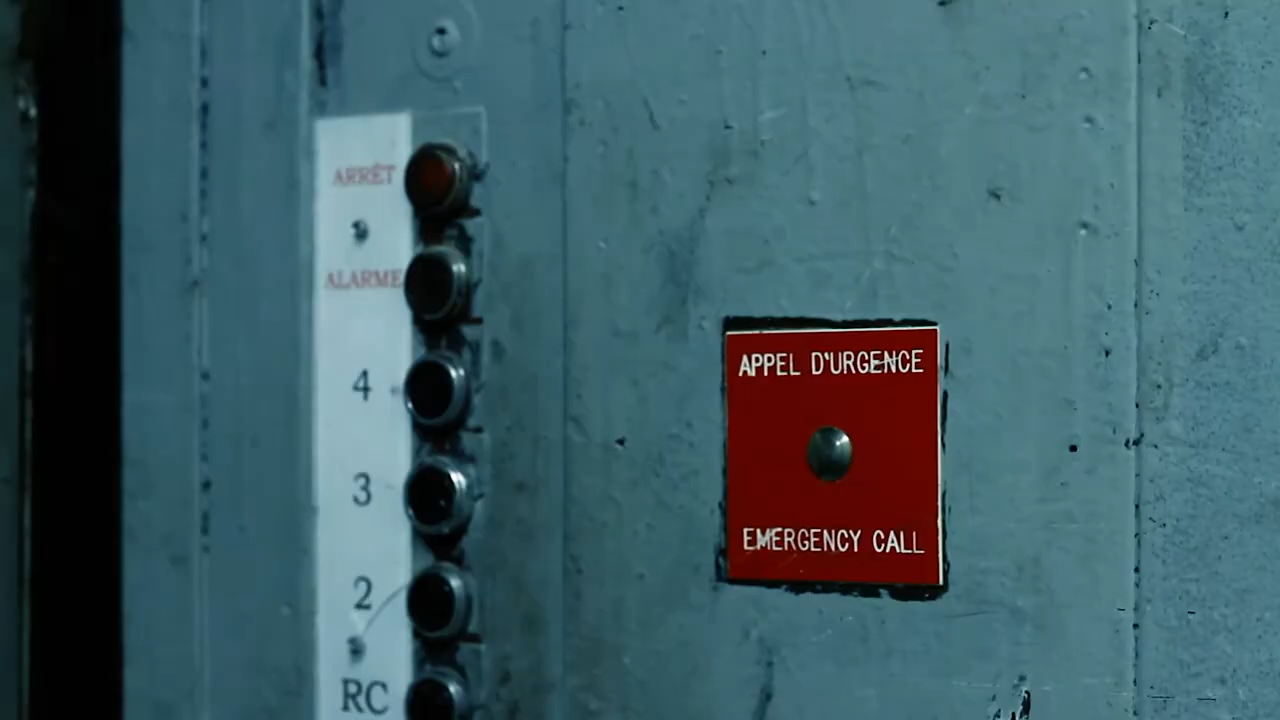 ARRÊT
ALARME
4
3
2
RC
APPEL D'URGENCE
EMERGENCY CALL